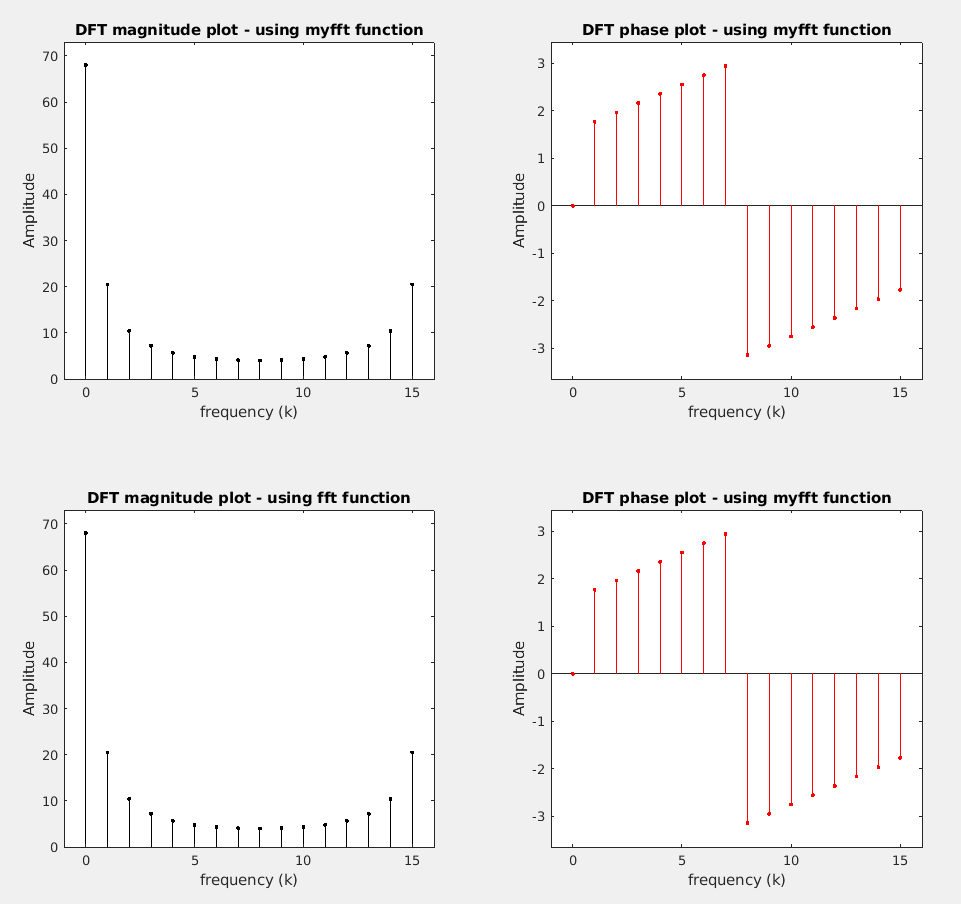 DFT magnitude plot - using myfft function
70
60
50
40
30
20
10
0
Amplitude
0 5 10 15
frequency (k)
DFT phase plot - using myfft function
3
2
1
0
-1
-2
-3
Amplitude
0 5 10 15
frequency (k)
DFT magnitude plot - using fft function
70
60
50
40
30
20
10
0
Amplitude
0 5 10 15
frequency (k)
DFT phase plot - using myfft function
3
2
1
0
-1
-2
-3
Amplitude
0 5 10 15
frequency (k)